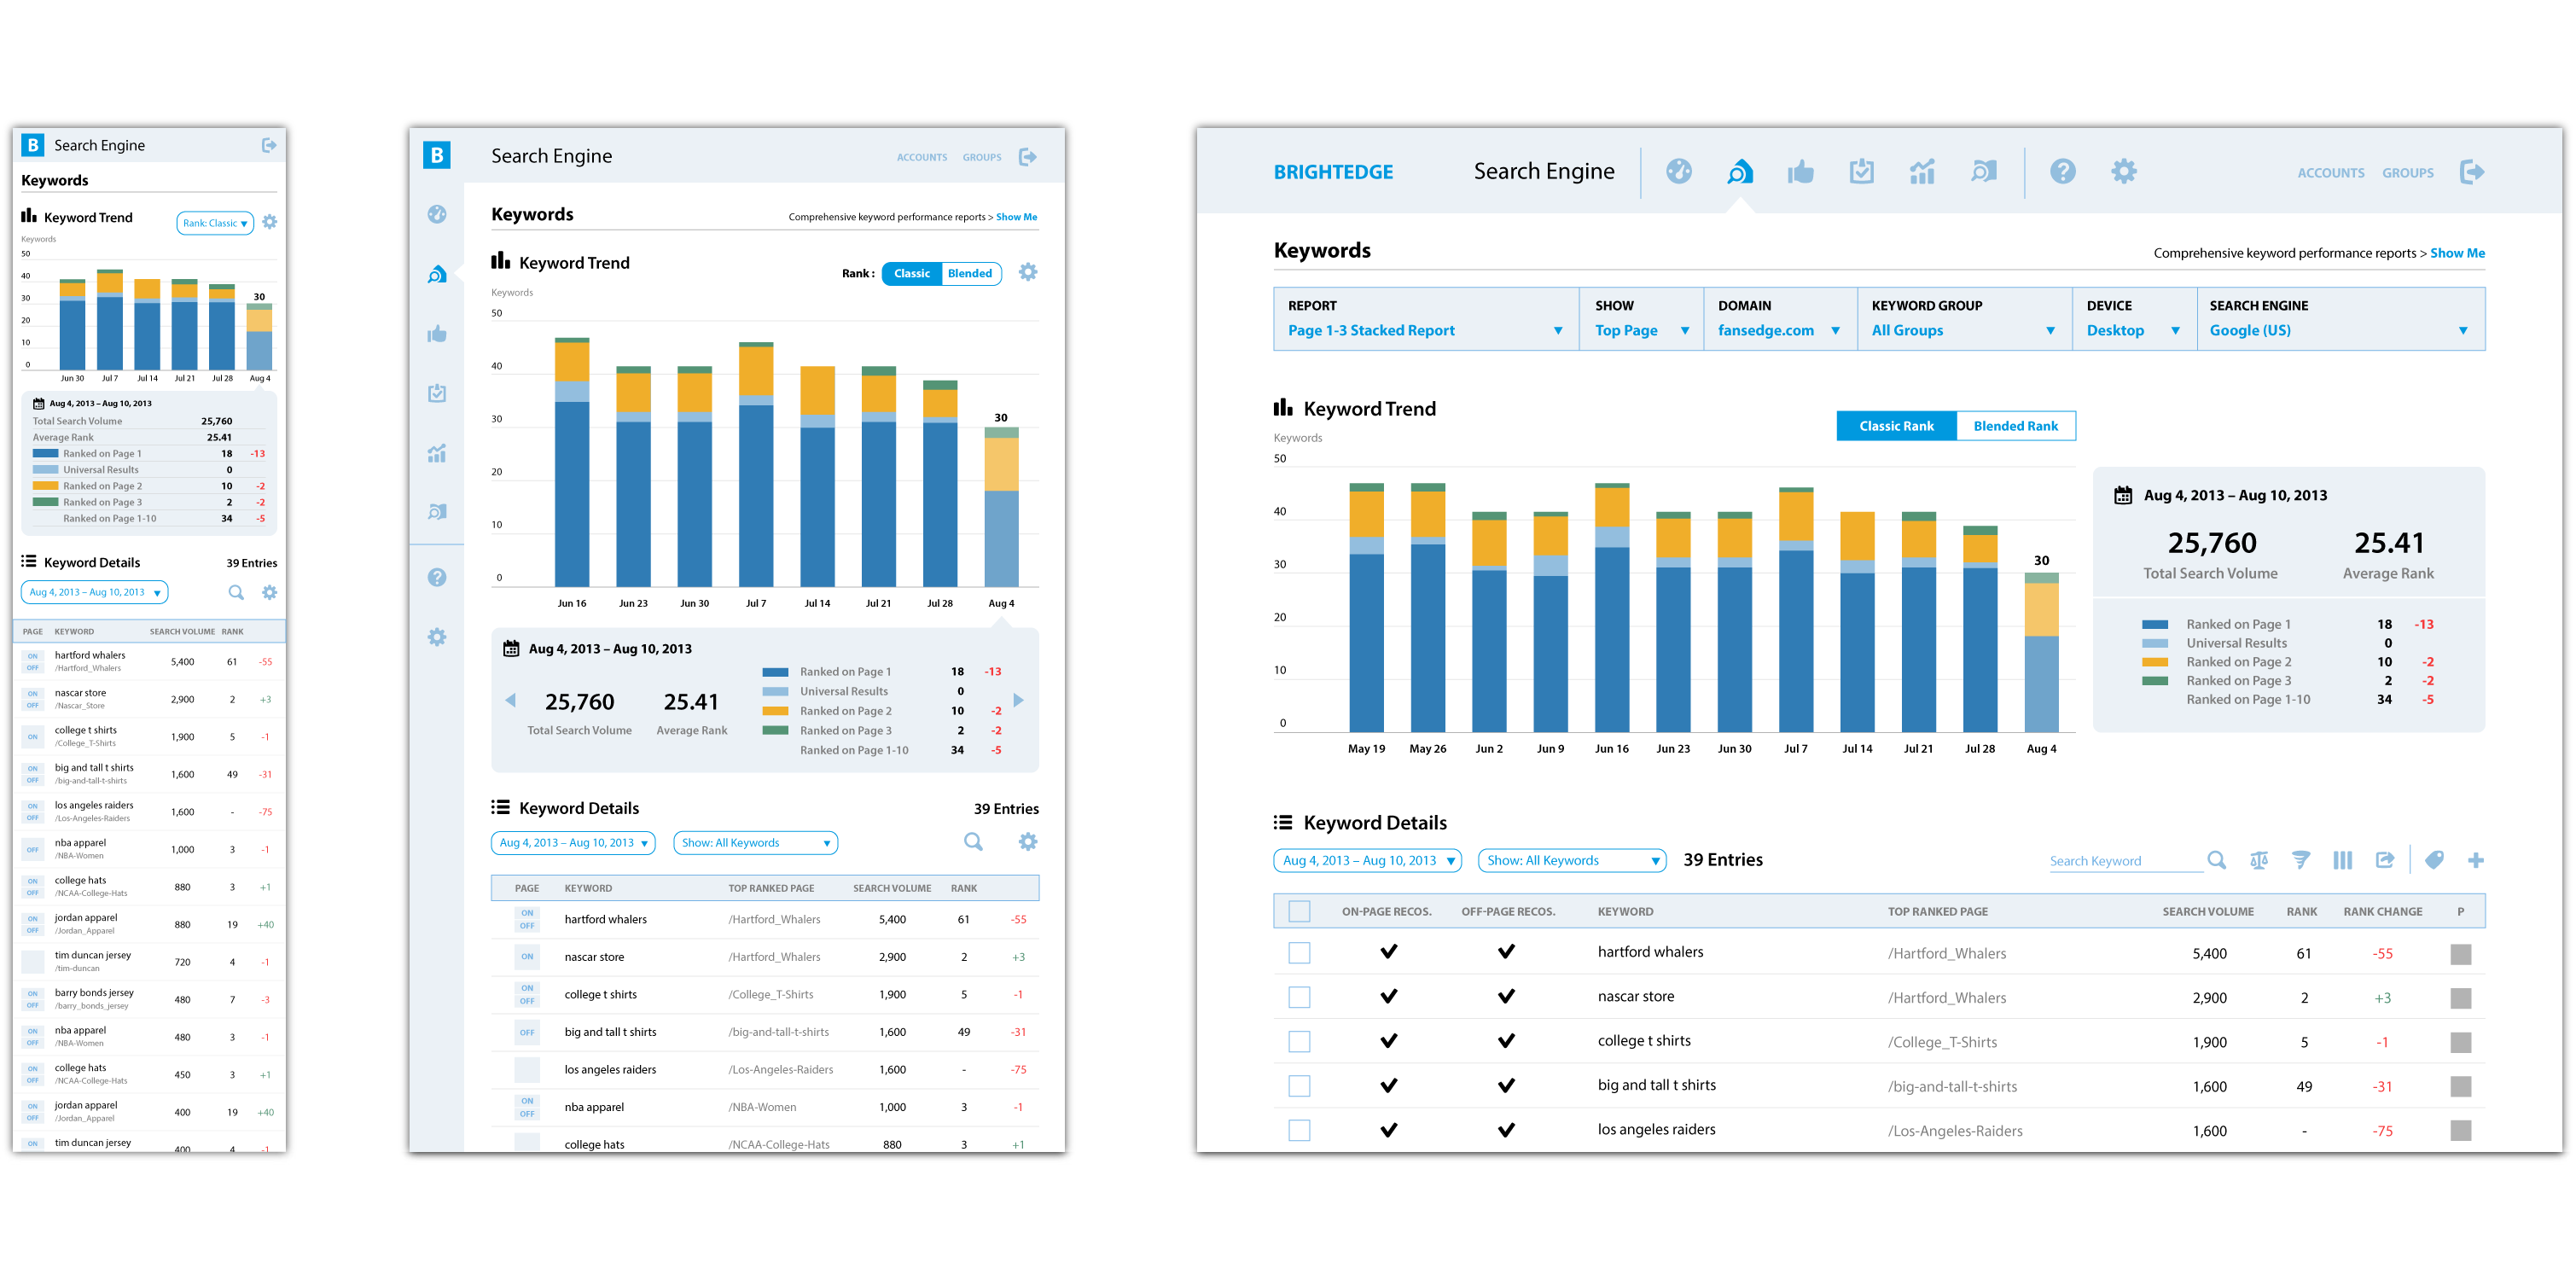 B Search Engine
Keywords
Keyword Trend Rank: Classic
Keywords
50
40
30
20
10
0
30
Jun 30 Jul 7 Jul 14 Jul 21 Jul 28 Aug 4
Aug 4, 2013 – Aug 10, 2013
Total Search Volume 25,760
Average Rank 25.41
Ranked on Page 1 18 -13
Universal Results 0
Ranked on Page 2 10 -2
Ranked on Page 3 2 -2
Ranked on Page 1-10 34 -5
Keyword Details 39 Entries
Aug 4, 2013 – Aug 10, 2013
PAGE KEYWORD SEARCH VOLUME RANK
ON OFF hartford whalers 5,400 61 -55
/Hartford_Whalers
ON OFF nascar store 2,900 2 +3
/Nascar_Store
ON college t shirts 1,900 5 -1
/College_T-Shirts
ON OFF big and tall t shirts 1,600 49 -31
/big-and-tall-t-shirts
ON OFF los angeles raiders 1,600 - -75
/Los-Angeles-Raiders
OFF nba apparel 1,000 3 -1
/NBA-Women
ON OFF college hats 880 3 +1
/NCAA-College-Hats
ON OFF jordan apparel 880 19 +40
/Jordan_Apparel
tim duncan jersey 720 4 -1
/tim-duncan
ON OFF barry bonds jersey 480 7 -3
/barry_bonds_jersey
ON OFF nba apparel 480 3 -1
/NBA-Women
ON OFF college hats 450 3 +1
/NCAA-College-Hats
ON OFF jordan apparel 400 19 +40
/Jordan_Apparel
ON tim duncan jersey 400 4 -1
B Search Engine ACCOUNTS GROUPS
Keywords Comprehensive keyword performance reports > Show Me
Keyword Trend Rank : Classic Blended
Keywords
50
40
30
20
10
0
30
Jun 16 Jun 23 Jun 30 Jul 7 Jul 14 Jul 21 Jul 28 Aug 4
Aug 4, 2013 – Aug 10, 2013
25,760 Total Search Volume
25.41 Average Rank
Ranked on Page 1 18 -13
Universal Results 0
Ranked on Page 2 10 -2
Ranked on Page 3 2 -2
Ranked on Page 1-10 34 -5
Keyword Details 39 Entries
Aug 4, 2013 – Aug 10, 2013 Show: All Keywords
PAGE KEYWORD TOP RANKED PAGE SEARCH VOLUME RANK
ON OFF hartford whalers /Hartford_Whalers 5,400 61 -55
ON nascar store /Hartford_Whalers 2,900 2 +3
ON OFF college t shirts /College_T-Shirts 1,900 5 -1
OFF big and tall t shirts /big-and-tall-t-shirts 1,600 49 -31
los angeles raiders /Los-Angeles-Raiders 1,600 - -75
ON OFF nba apparel /NBA-Women 1,000 3 -1
college hats /NCAA-College-Hats 880 3 +1
BRIGHTEDGE Search Engine ? ACCOUNTS GROUPS
Keywords Comprehensive keyword performance reports > Show Me
REPORT SHOW DOMAIN KEYWORD GROUP DEVICE SEARCH ENGINE
Page 1-3 Stacked Report Top Page fansedge.com All Groups Desktop Google (US)
Keyword Trend Classic Rank Blended Rank
Keywords
50
40
30
20
10
0
30
May 19 May 26 Jun 2 Jun 9 Jun 16 Jun 23 Jun 30 Jul 7 Jul 14 Jul 21 Jul 28 Aug 4
Aug 4, 2013 – Aug 10, 2013
25,760 25.41
Total Search Volume Average Rank
Ranked on Page 1 18 -13
Universal Results 0
Ranked on Page 2 10 -2
Ranked on Page 3 2 -2
Ranked on Page 1-10 34 -5
Keyword Details
Aug 4, 2013 – Aug 10, 2013 Show: All Keywords 39 Entries Search Keyword
ON-PAGE RECOS. OFF-PAGE RECOS. KEYWORD TOP RANKED PAGE SEARCH VOLUME RANK RANK CHANGE P
hartford whalers /Hartford_Whalers 5,400 61 -55
nascar store /Hartford_Whalers 2,900 2 +3
college t shirts /College_T-Shirts 1,900 5 -1
big and tall t shirts /big-and-tall-t-shirts 1,600 49 -31
los angeles raiders /Los-Angeles-Raiders 1,600 - -75